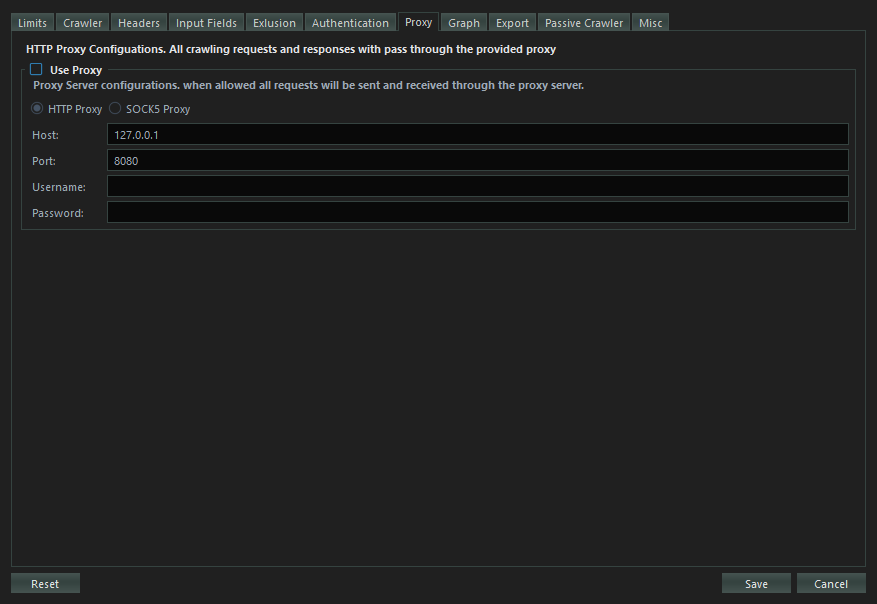 Limits Crawler Headers Input Fields Exlusion Authentication Proxy Graph Export Passive Crawler Misc
HTTP Proxy Configuations. All crawling requests and responses with pass through the provided proxy
Use Proxy
Proxy Server configurations. when allowed all requests will be sent and received through the proxy server.
HTTP Proxy SOCK5 Proxy
Host: 127.0.0.1
Port: 8080
Username:
Password:
Reset Save Cancel